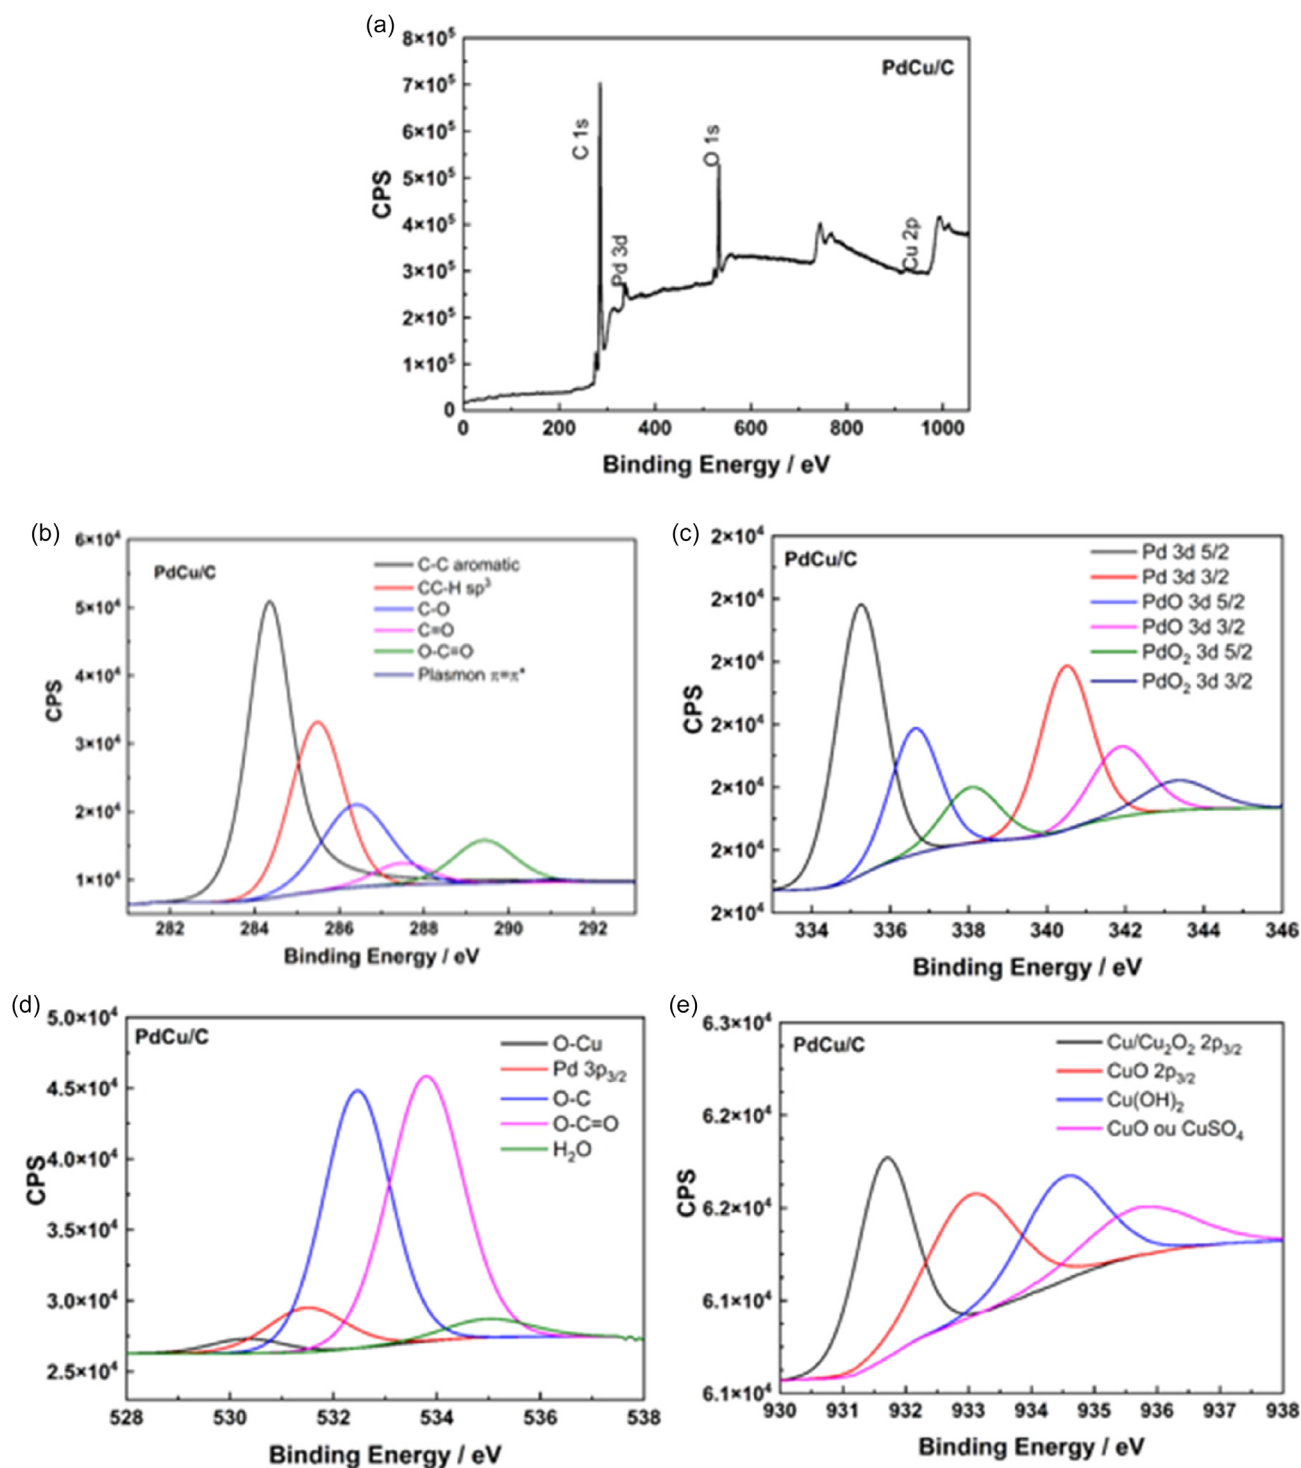 (a)
PdCu/C
8×10⁵
7×10⁵
6×10⁵
5×10⁵
4×10⁵
3×10⁵
2×10⁵
1×10⁵
0
CPS
C 1s
Pd 3d
O 1s
Cu 2p
0 200 400 600 800 1000
Binding Energy / eV
(b)
PdCu/C
6×10⁴
5×10⁴
4×10⁴
3×10⁴
2×10⁴
1×10⁴
CPS
C-C aromatic
CC-H sp³
C-O
C=O
O-C=O
Plasmon π=π*
282 284 286 288 290 292
Binding Energy / eV
(c)
PdCu/C
2×10⁴
2×10⁴
2×10⁴
2×10⁴
2×10⁴
2×10⁴
2×10⁴
CPS
Pd 3d 5/2
Pd 3d 3/2
PdO 3d 5/2
PdO 3d 3/2
PdO₂ 3d 5/2
PdO₂ 3d 3/2
334 336 338 340 342 344 346
Binding Energy / eV
(d)
PdCu/C
5.0×10⁴
4.5×10⁴
4.0×10⁴
3.5×10⁴
3.0×10⁴
2.5×10⁴
CPS
O-Cu
Pd 3p₃/₂
O-C
O-C=O
H₂O
528 530 532 534 536 538
Binding Energy / eV
(e)
PdCu/C
6.3×10⁴
6.2×10⁴
6.2×10⁴
6.1×10⁴
6.1×10⁴
CPS
Cu/Cu₂O₂ 2p₃/₂
CuO 2p₃/₂
Cu(OH)₂
CuO ou CuSO₄
930 931 932 933 934 935 936 937 938
Binding Energy / eV